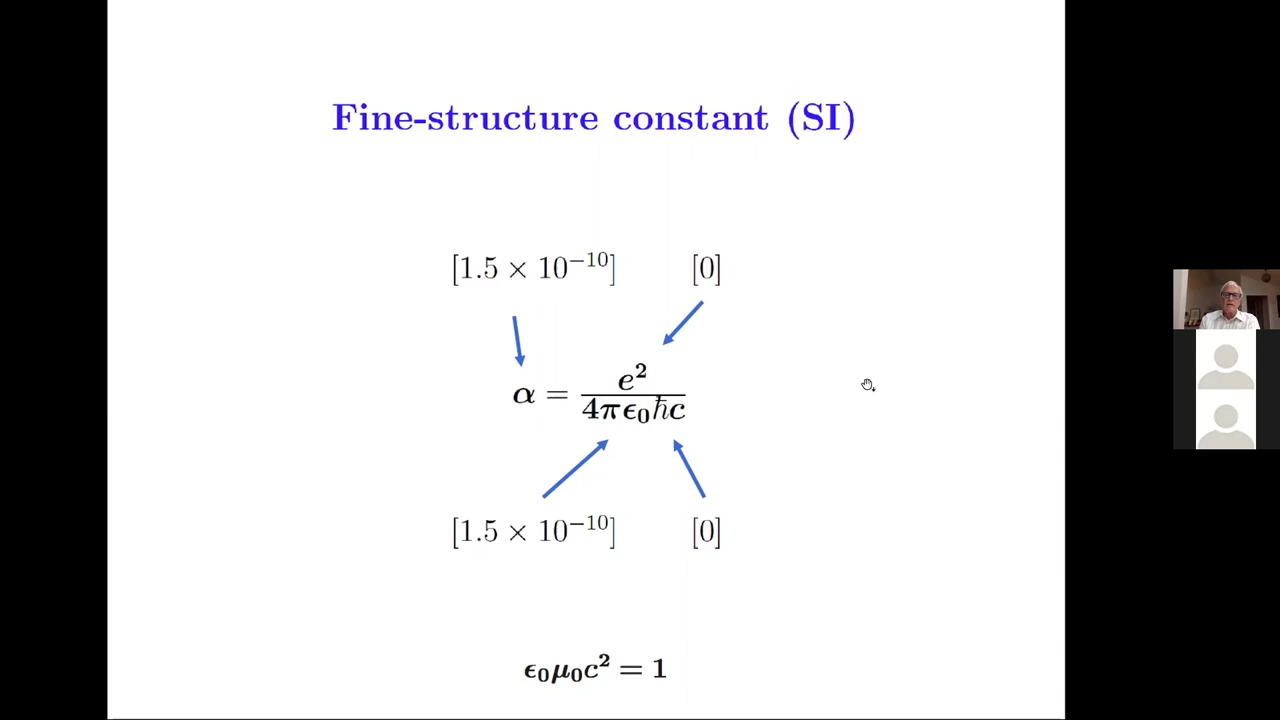 Fine-structure constant (SI)
[1.5 × 10⁻¹⁰] [0]
α = e² / 4πϵ₀ℏc
[1.5 × 10⁻¹⁰] [0]
ϵ₀μ₀c² = 1